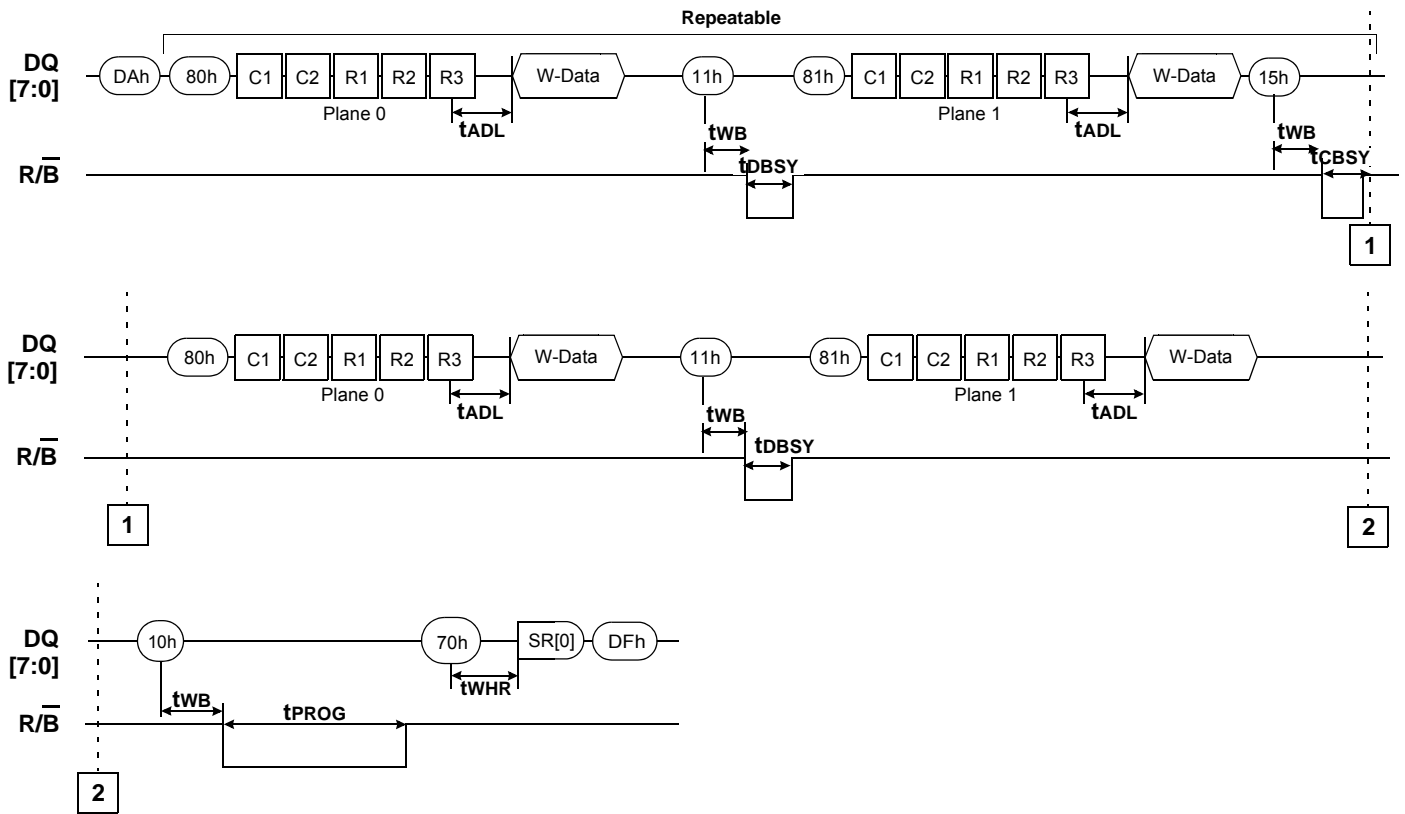 Repeatable
DQ [7:0] DAh 80h C1 C2 R1 R2 R3 W-Data 11h 81h C1 C2 R1 R2 R3 W-Data 15h
Plane 0 Plane 1
tADL tADL
tWB tWB
tDBSY tCBSY
R/B
1
DQ [7:0] 80h C1 C2 R1 R2 R3 W-Data 11h 81h C1 C2 R1 R2 R3 W-Data
Plane 0 Plane 1
tADL tADL
tWB
tDBSY
R/B
1 2
DQ [7:0] 10h 70h SR[0] DFh
tWHR
tWB tPROG
R/B
2